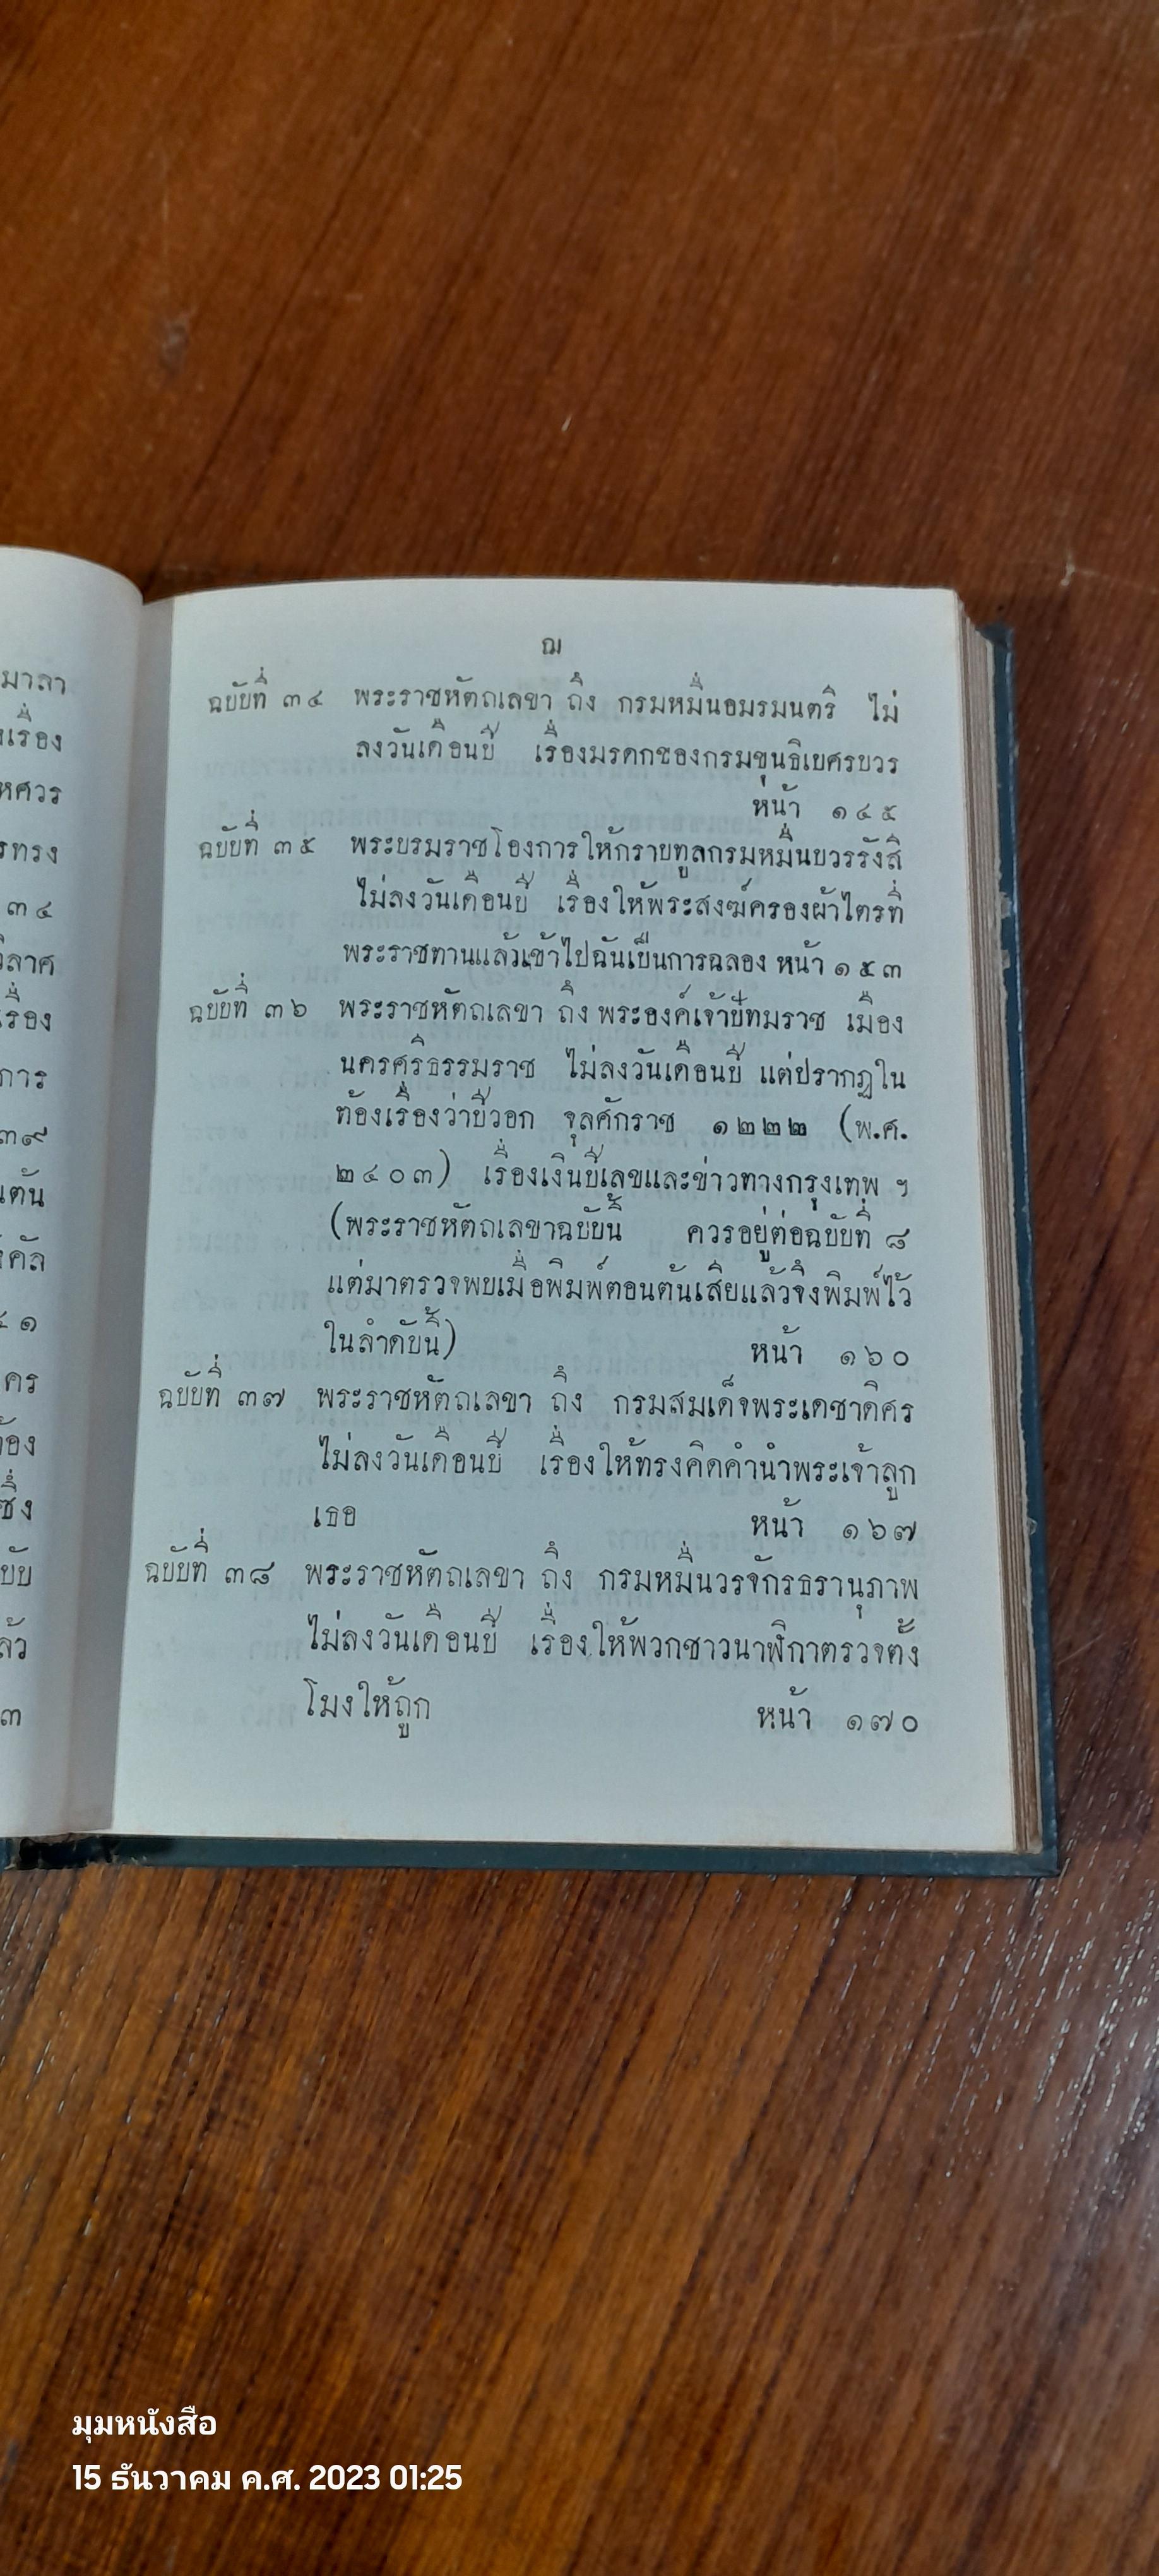 ฌ
ฉบับที่ ๓๔ พระราชหัตถเลขา ถึง กรมหมื่นอมรมนตรี ไม่
ลงวันเดือนปี เรื่องมรดกของกรมขุนธิเบศรบวร
หน้า ๑๔๕
ฉบับที่ ๓๕ พระบรมราชโองการให้กราบทูลกรมหมื่นบวรรังสี
ไม่ลงวันเดือนปี เรื่องให้พระสงฆ์ครองผ้าไตรที่
พระราชทานแล้วเข้าไปฉันเป็นการฉลอง หน้า ๑๕๓
ฉบับที่ ๓๖ พระราชหัตถเลขา ถึง พระองค์เจ้าปัทมราช เมือง
นครศรีธรรมราช ไม่ลงวันเดือนปี แต่ปรากฏใน
ท้องเรื่องว่าปีวอก จุลศักราช ๑๒๒๒ (พ.ศ.
๒๔๐๓) เรื่องเงินเบี้ยเลขและข่าวทางกรุงเทพ ฯ
(พระราชหัตถเลขาฉบับนี้ ควรอยู่ต่อฉบับที่ ๘
แต่มาตรวจพบเมื่อพิมพ์ตอนต้นเสียแล้วจึงพิมพ์ไว้
ในลำดับนี้) หน้า ๑๖๐
ฉบับที่ ๓๗ พระราชหัตถเลขา ถึง กรมสมเด็จพระเดชาดิศร
ไม่ลงวันเดือนปี เรื่องให้ทรงคิดคำนำพระเจ้าลูก
เธอ หน้า ๑๖๗
ฉบับที่ ๓๘ พระราชหัตถเลขา ถึง กรมหมื่นวรจักรธรานุภาพ
ไม่ลงวันเดือนปี เรื่องให้พวกชาวนาฬิกาตรวจตั้ง
โมงให้ถูก หน้า ๑๗๐
มุมหนังสือ
15 ธันวาคม ค.ศ. 2023 01:25